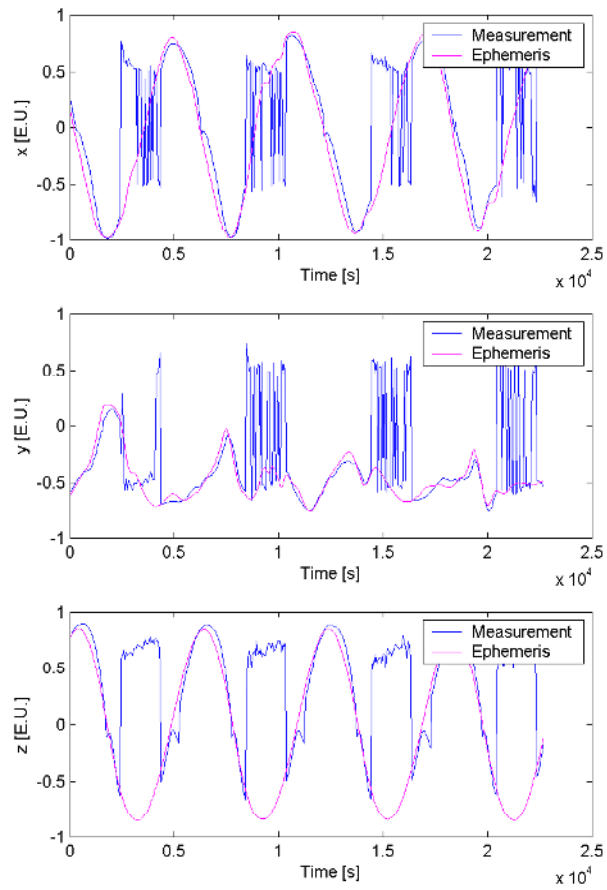 1
0.5
0
-0.5
-1
x [E.U.]
Measurement
Ephemeris
0 0.5 1 1.5 2 2.5
Time [s]
x 10^4
1
0.5
0
-0.5
-1
y [E.U.]
Measurement
Ephemeris
0 0.5 1 1.5 2 2.5
Time [s]
x 10^4
1
0.5
0
-0.5
-1
z [E.U.]
Measurement
Ephemeris
0 0.5 1 1.5 2 2.5
Time [s]
x 10^4